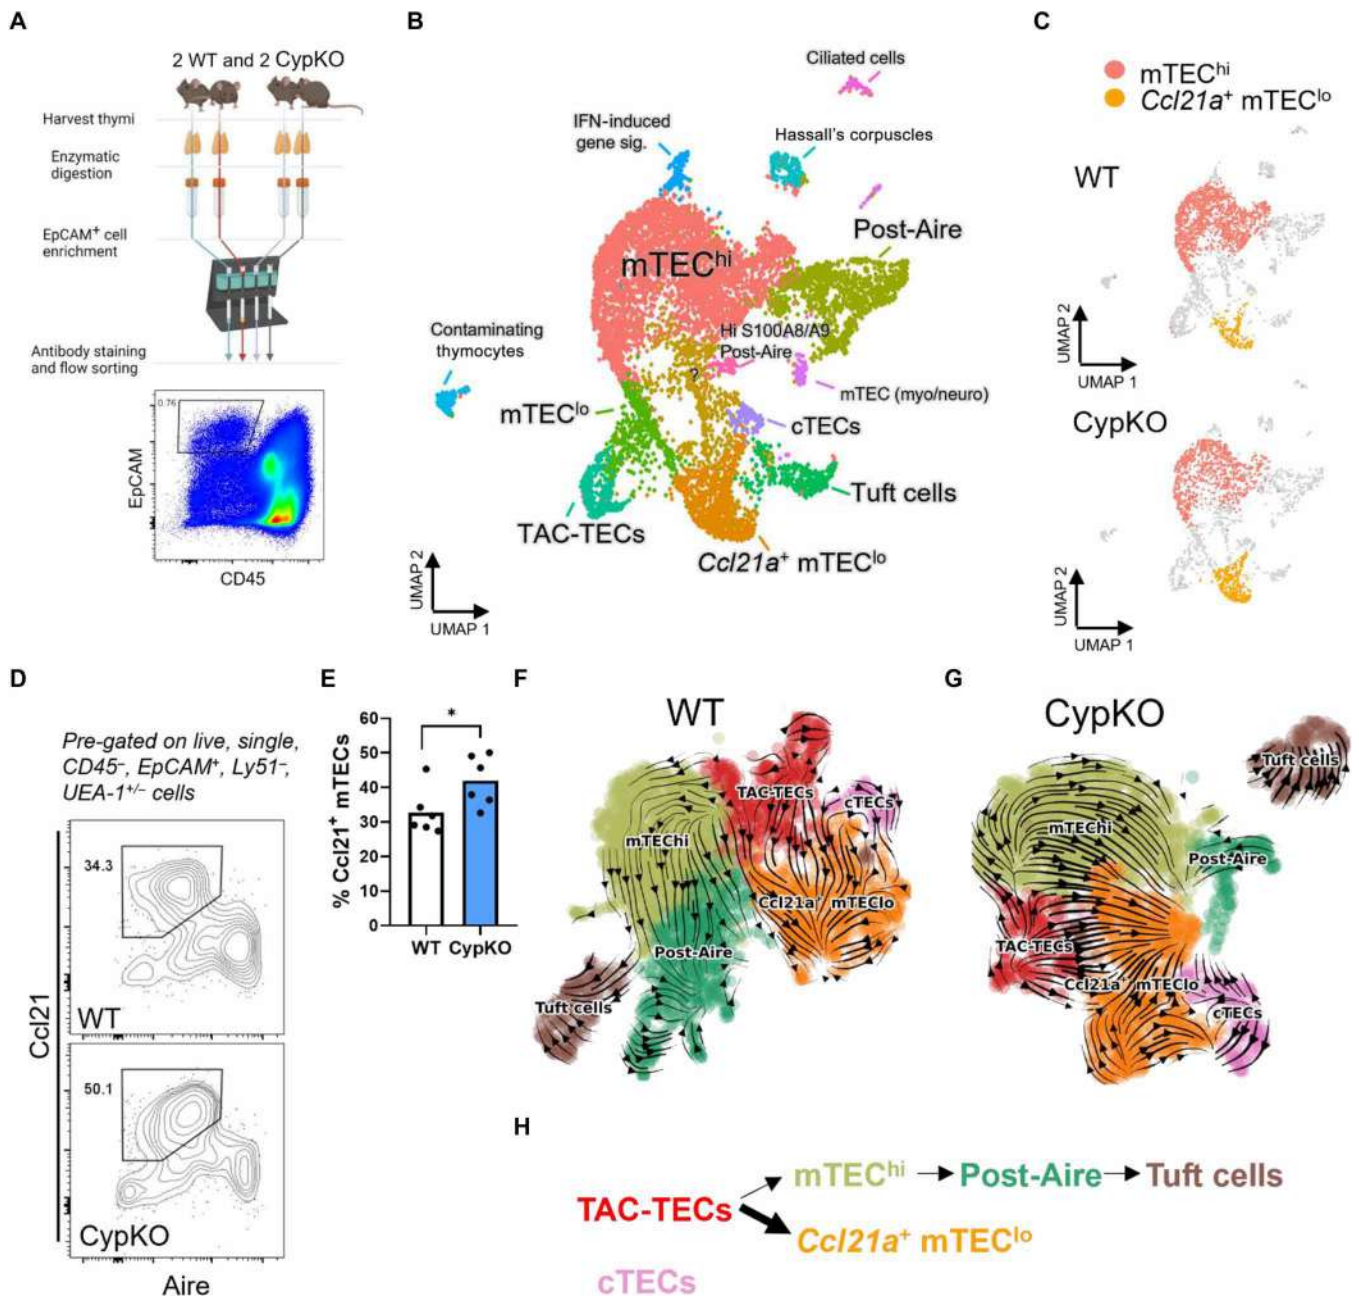 A
2 WT and 2 CypKO
Harvest thymi
Enzymatic
digestion
EpCAM⁺ cell
enrichment
Antibody staining
and flow sorting
0.76
EpCAM
CD45
B
Ciliated cells
IFN-induced
gene sig.
Hassall's corpuscles
Post-Aire
mTECʰⁱ
Hi S100A8/A9
Post-Aire
?
Contaminating
thymocytes
mTEC (myo/neuro)
mTECˡᵒ
cTECs
Tuft cells
TAC-TECs
Ccl21a⁺ mTECˡᵒ
UMAP 2
UMAP 1
C
mTECʰⁱ
Ccl21a⁺ mTECˡᵒ
WT
UMAP 2
UMAP 1
CypKO
UMAP 2
UMAP 1
D
Pre-gated on live, single,
CD45⁻, EpCAM⁺, Ly51⁻,
UEA-1⁺/⁻ cells
34.3
WT
50.1
CypKO
Ccl21
Aire
E
% Ccl21⁺ mTECs
60
50
40
30
20
10
0
*
WT CypKO
F
WT
TAC-TECs
cTECs
mTEChi
Ccl21a⁺ mTEClo
Post-Aire
Tuft cells
G
CypKO
Tuft cells
mTEChi
Post-Aire
TAC-TECs
Ccl21a⁺ mTEClo
cTECs
H
mTECʰⁱ Post-Aire Tuft cells
TAC-TECs
Ccl21a⁺ mTECˡᵒ
cTECs